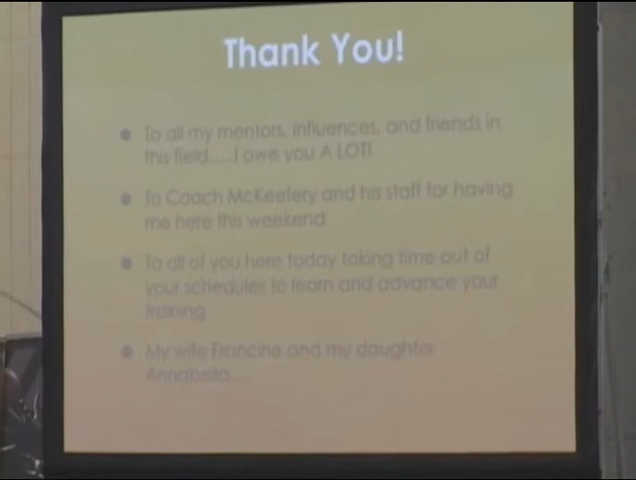 Thank You!
To all my mentors, influences, and friends in
this field.....I owe you A LOT!
To Coach McKeefery and his staff for having
me here this weekend
To all of you here today taking time out of
your schedules to learn and advance your
training
My wife Francine and my daughter
Annabella....